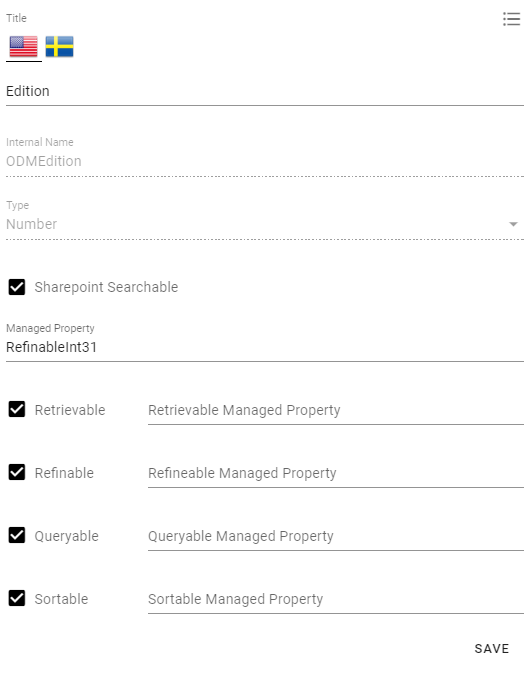 Title
Edition
Internal Name
ODMEdition
Type
Number
Sharepoint Searchable
Managed Property
RefinableInt31
Retrievable Retrievable Managed Property
Refinable Refineable Managed Property
Queryable Queryable Managed Property
Sortable Sortable Managed Property
SAVE